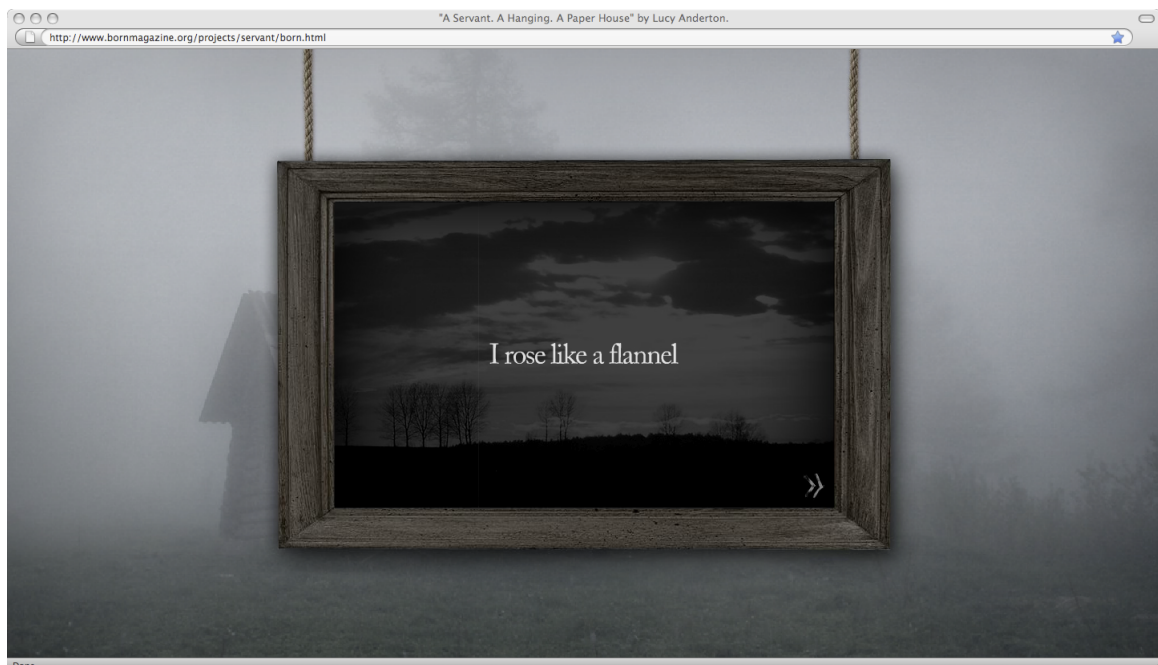 "A Servant. A Hanging. A Paper House" by Lucy Anderton.
http://www.bornmagazine.org/projects/servant/born.html
I rose like a flannel